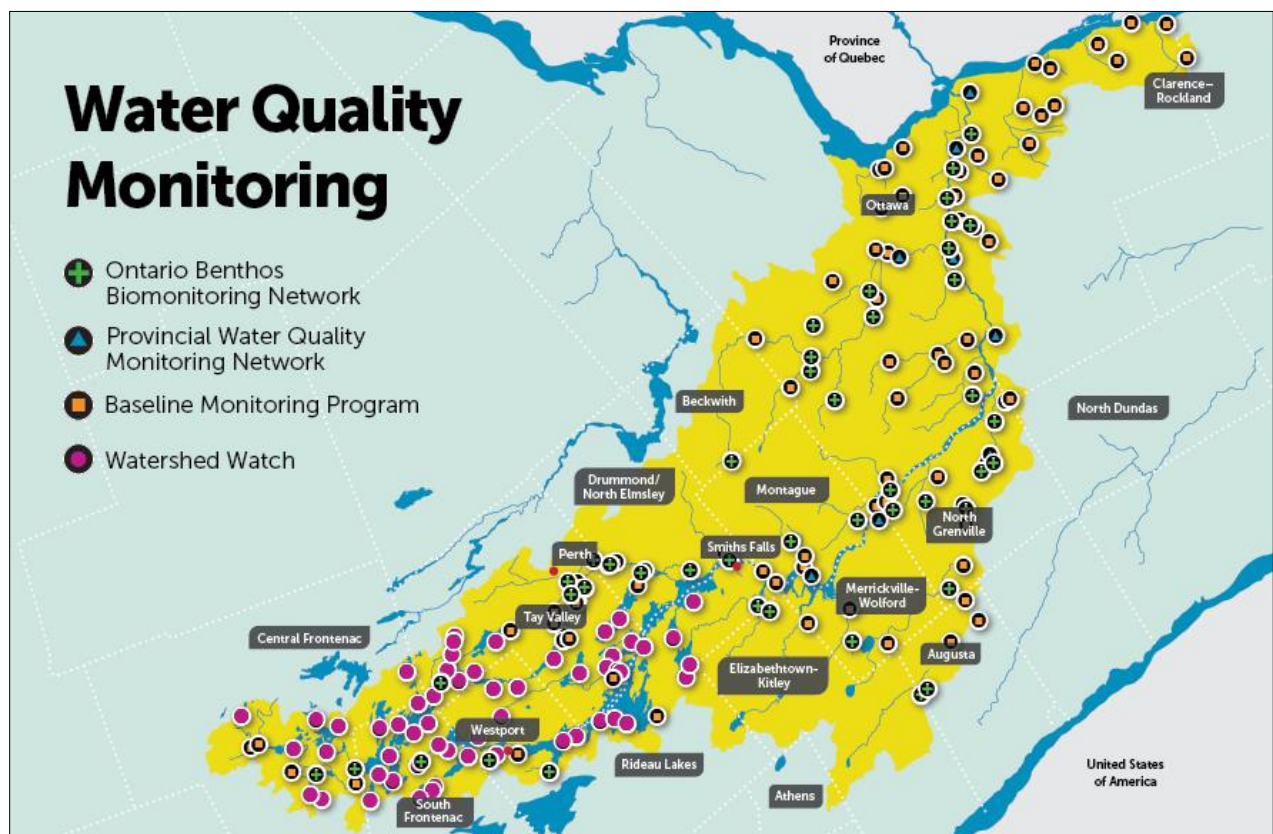 Water Quality
Monitoring
Ontario Benthos
Biomonitoring Network
Provincial Water Quality
Monitoring Network
Baseline Monitoring Program
Watershed Watch
Province
of Quebec
Clarence–
Rockland
Ottawa
Beckwith
North Dundas
Drummond/
North Elmsley
Montague
North
Grenville
Perth
Smiths Falls
Merrickville-
Wolford
Tay Valley
Central Frontenac
Elizabethtown-
Kitley
Augusta
Westport
Rideau Lakes
United States
of America
Athens
South
Frontenac